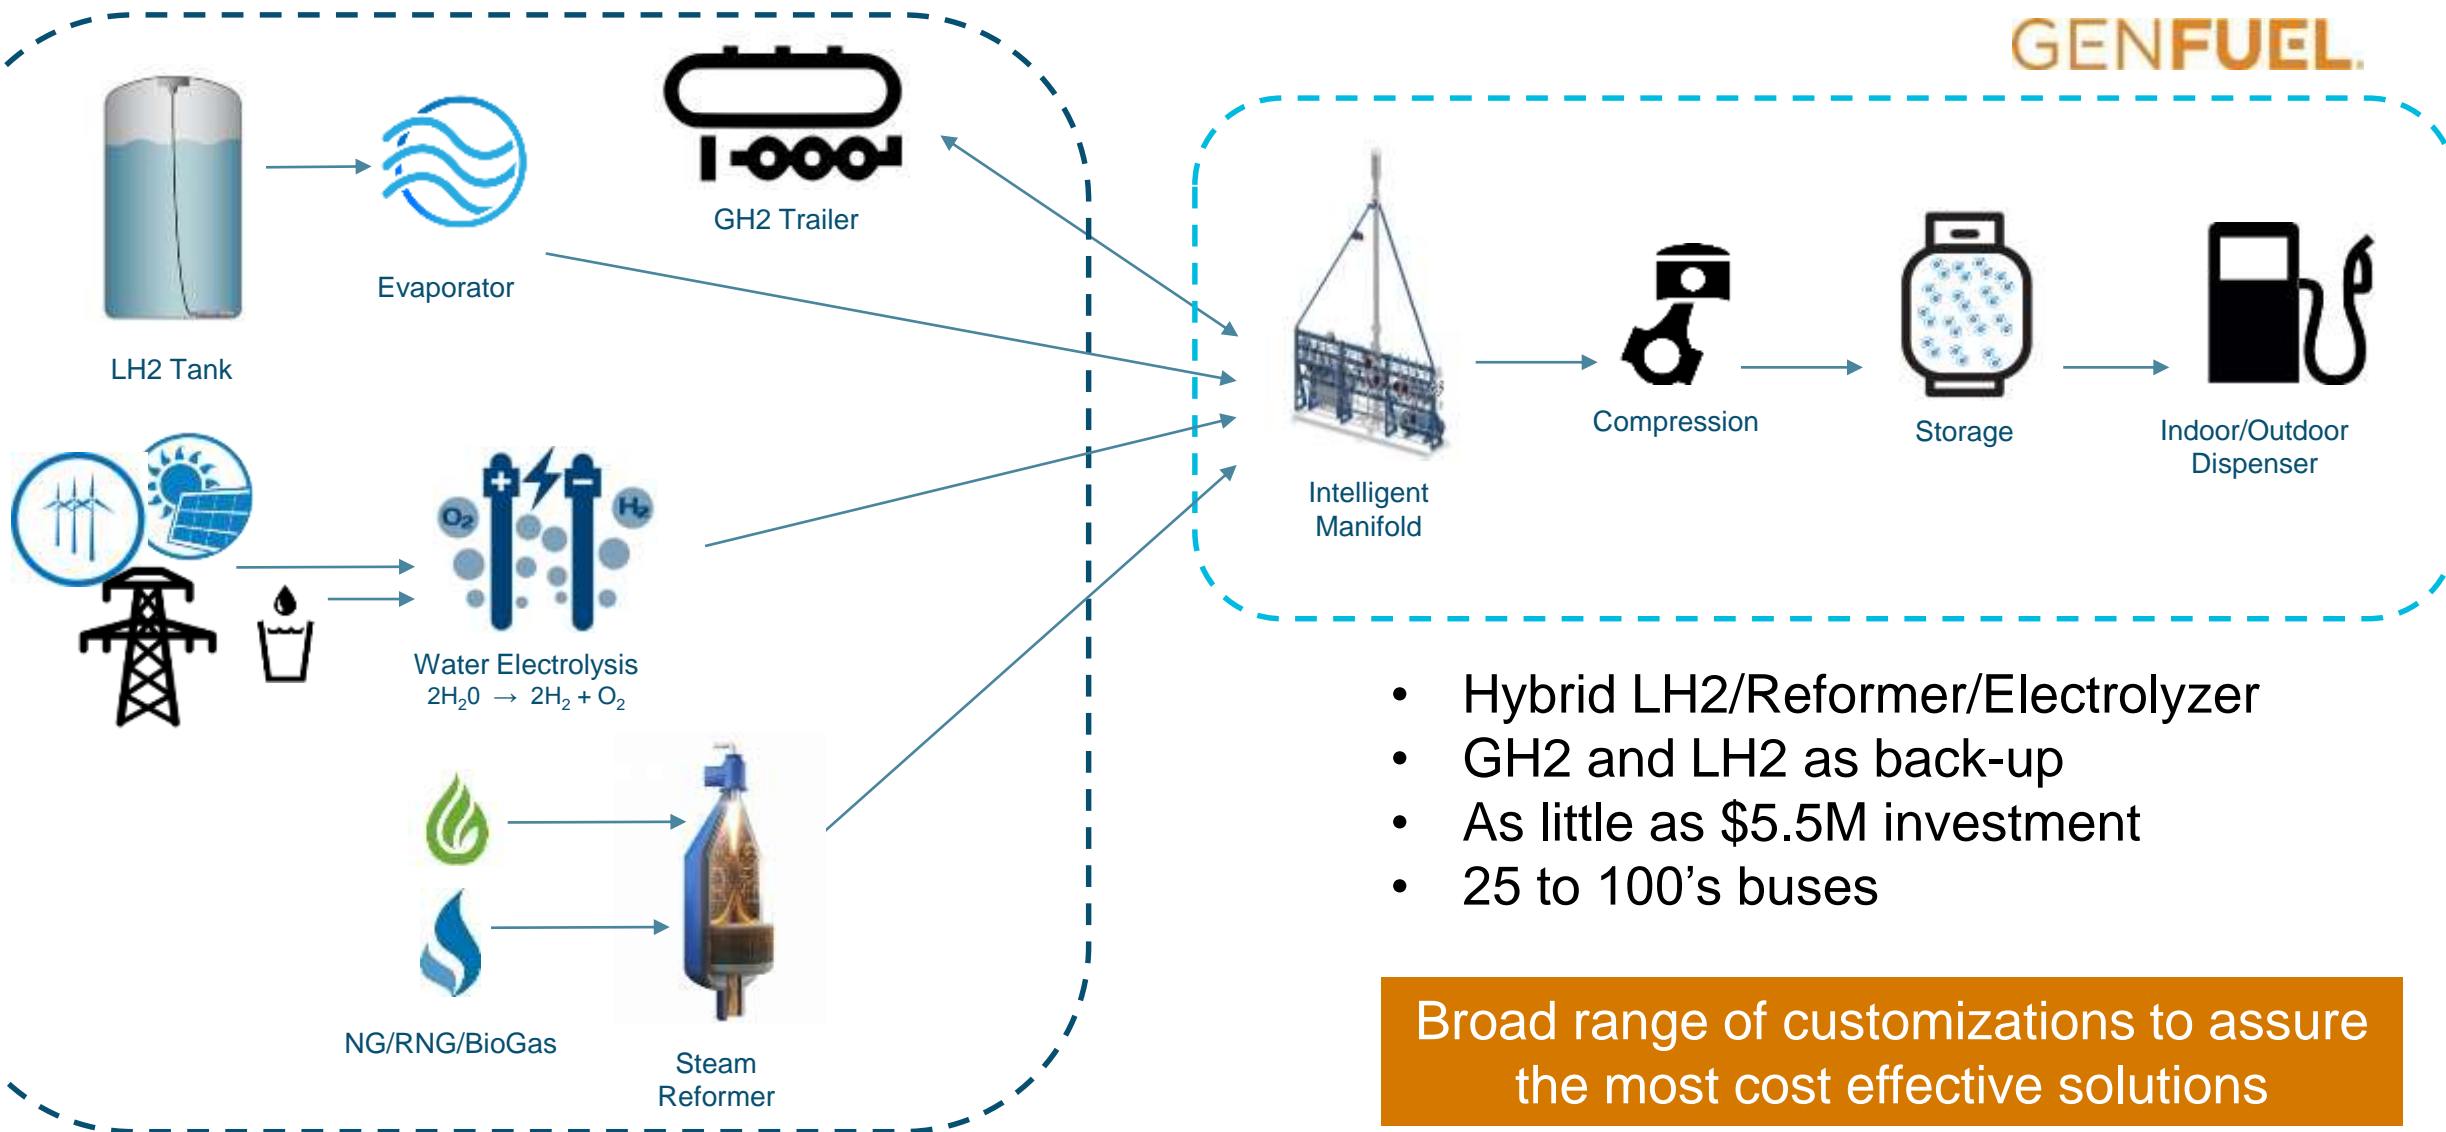 GENFUEL.
GH2 Trailer
Evaporator
LH2 Tank
O2
H2
Water Electrolysis
2H₂0 → 2H₂ + O₂
NG/RNG/BioGas
Steam
Reformer
Intelligent
Manifold
Compression
Storage
Indoor/Outdoor
Dispenser
• Hybrid LH2/Reformer/Electrolyzer
• GH2 and LH2 as back-up
• As little as $5.5M investment
• 25 to 100’s buses
Broad range of customizations to assure
the most cost effective solutions